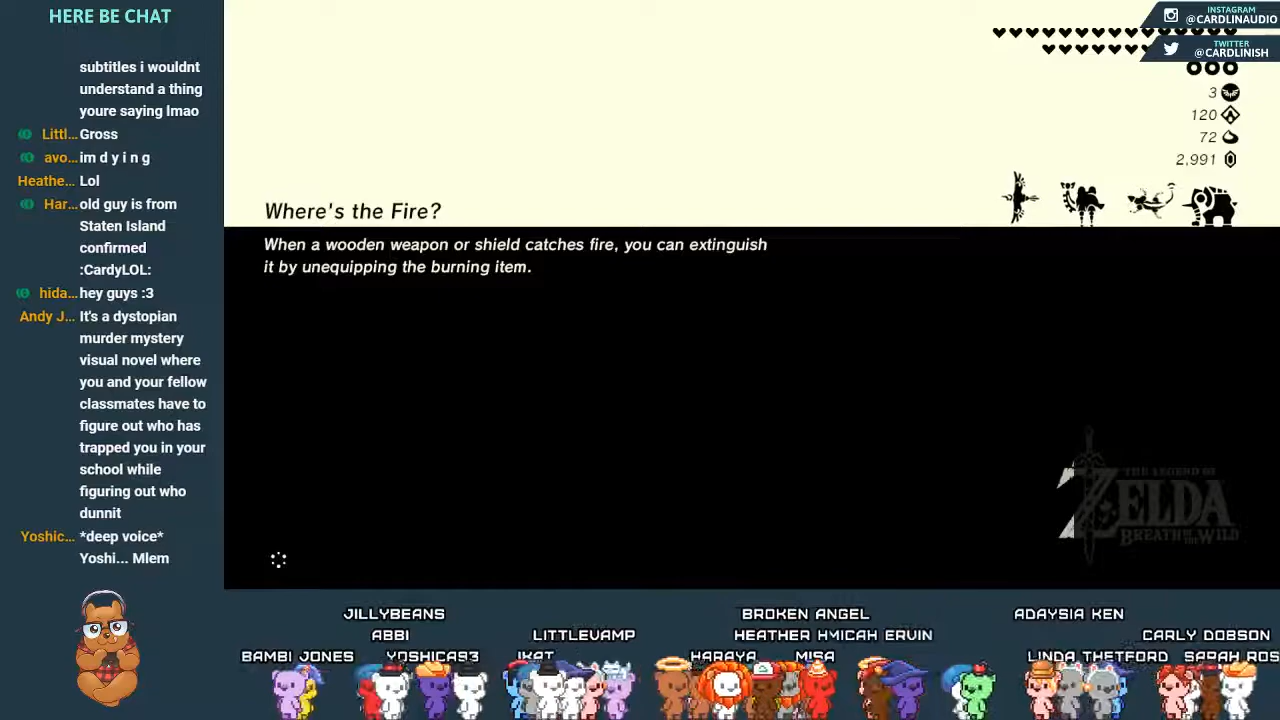 HERE BE CHAT
subtitles i wouldnt
understand a thing
youre saying lmao
Littl... Gross
avo... im d y i n g
Heathe... Lol
Har... old guy is from
Staten Island
confirmed
:CardyLOL:
hida... hey guys :3
Andy J... It's a dystopian
murder mystery
visual novel where
you and your fellow
classmates have to
figure out who has
trapped you in your
school while
figuring out who
dunnit
Yoshic... *deep voice*
Yoshi... Mlem
INSTAGRAM
@CARDLINAUDIO
TWITTER
@CARDLINISH
3
120
72
2,991
Where's the Fire?
When a wooden weapon or shield catches fire, you can extinguish
it by unequipping the burning item.
THE LEGEND OF
ZELDA
BREATH OF THE WILD
JILLYBEANS
BROKEN ANGEL
ADAYSIA KEN
ABBI
LITTLEVAMP
HEATHER H
MICAH ERVIN
CARLY DOBSON
BAMBI JONES
YOSHICA93
IKAT
HARAYA
MISA
LINDA THETFORD
SARAH ROS